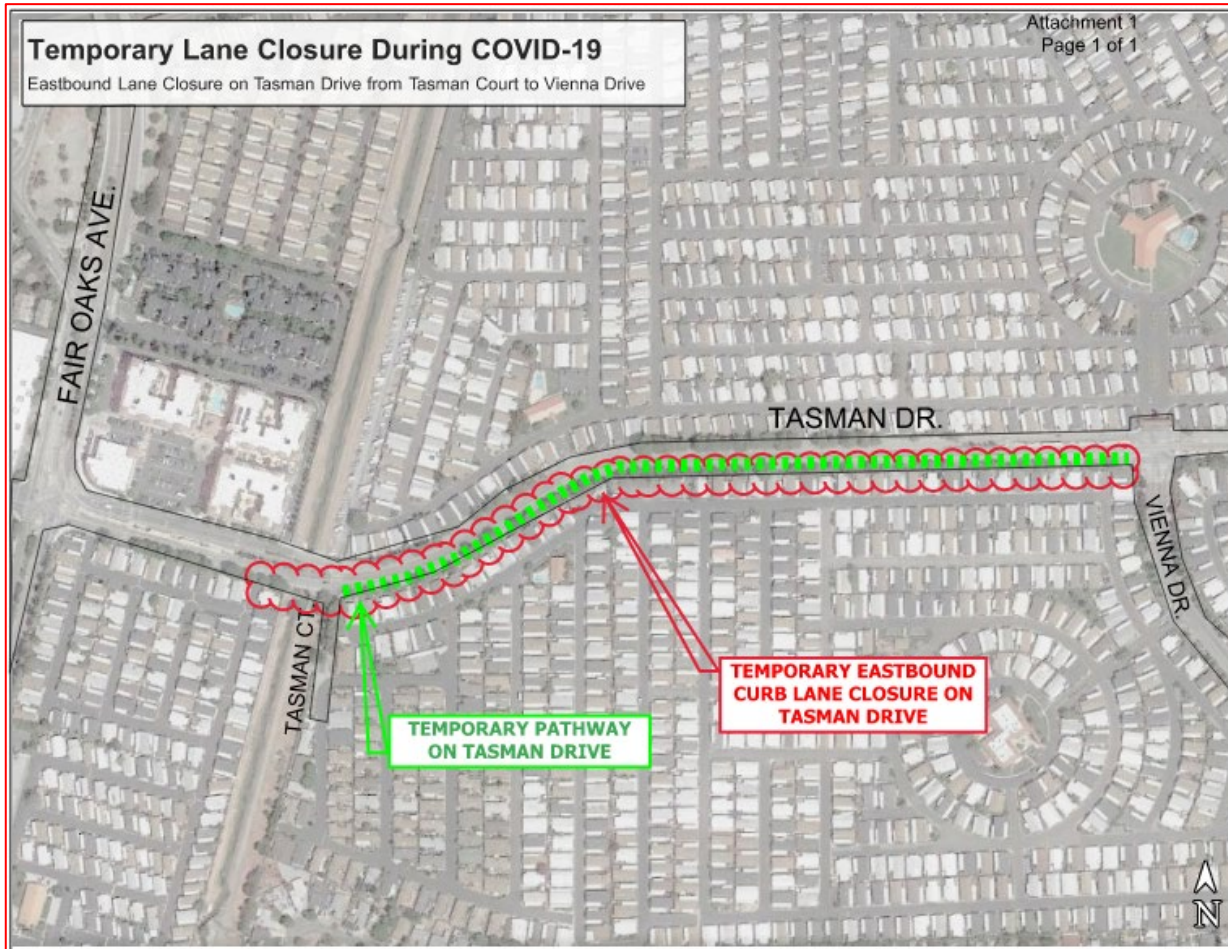 Attachment 1
Page 1 of 1
Temporary Lane Closure During COVID-19
Eastbound Lane Closure on Tasman Drive from Tasman Court to Vienna Drive
FAIR OAKS AVE.
TASMAN DR.
VIENNA DR.
TASMAN CT.
TEMPORARY EASTBOUND
CURB LANE CLOSURE ON
TASMAN DRIVE
TEMPORARY PATHWAY
ON TASMAN DRIVE
N